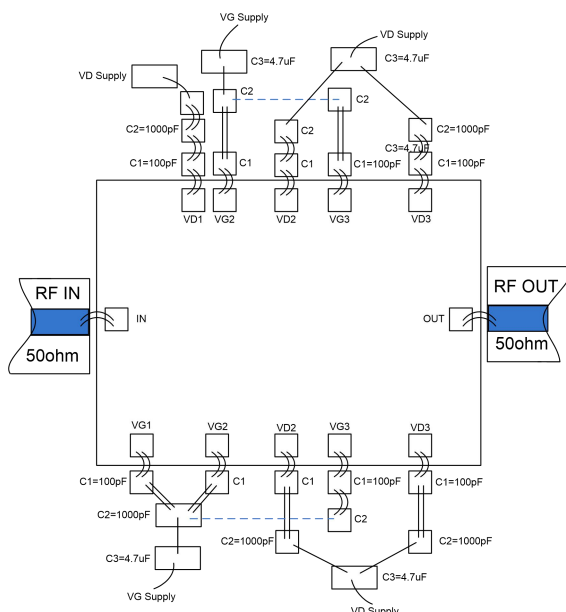 VG Supply
VD Supply
VD Supply
C3=4.7uF
C3=4.7uF
C2
C2
C2=1000pF
C2
C2=1000pF
C3=4.7uF
C1=100pF
C1
C1
C1=100pF
C1=100pF
VD1
VG2
VD2
VG3
VD3
RF IN
IN
50ohm
OUT
RF OUT
50ohm
VG1
VG2
VD2
VG3
VD3
C1=100pF
C1
C1
C1=100pF
C1=100pF
C2=1000pF
C2
C2=1000pF
C2=1000pF
C3=4.7uF
C3=4.7uF
VG Supply
VD Supply